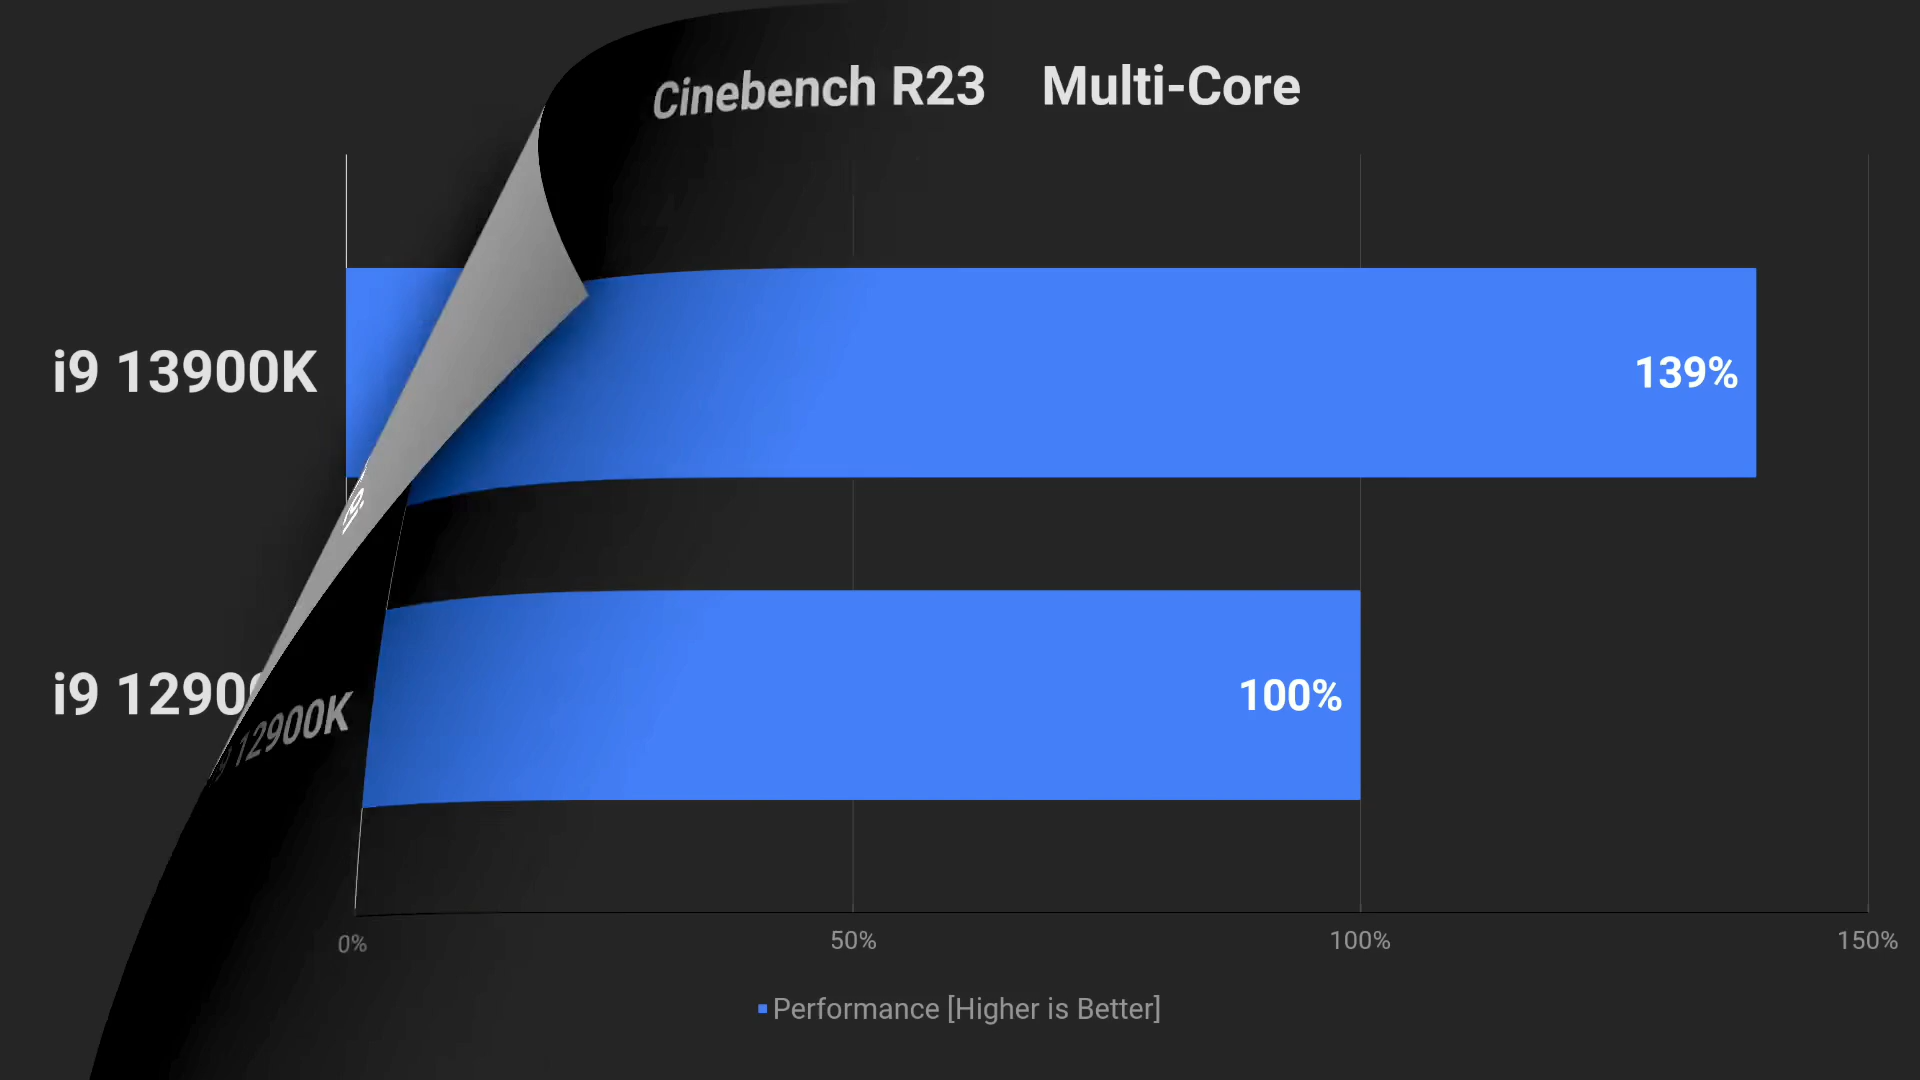 Cinebench R23 Multi-Core
i9 13900K
139%
i9 1290
12900K
100%
0% 50% 100% 150%
Performance [Higher is Better]